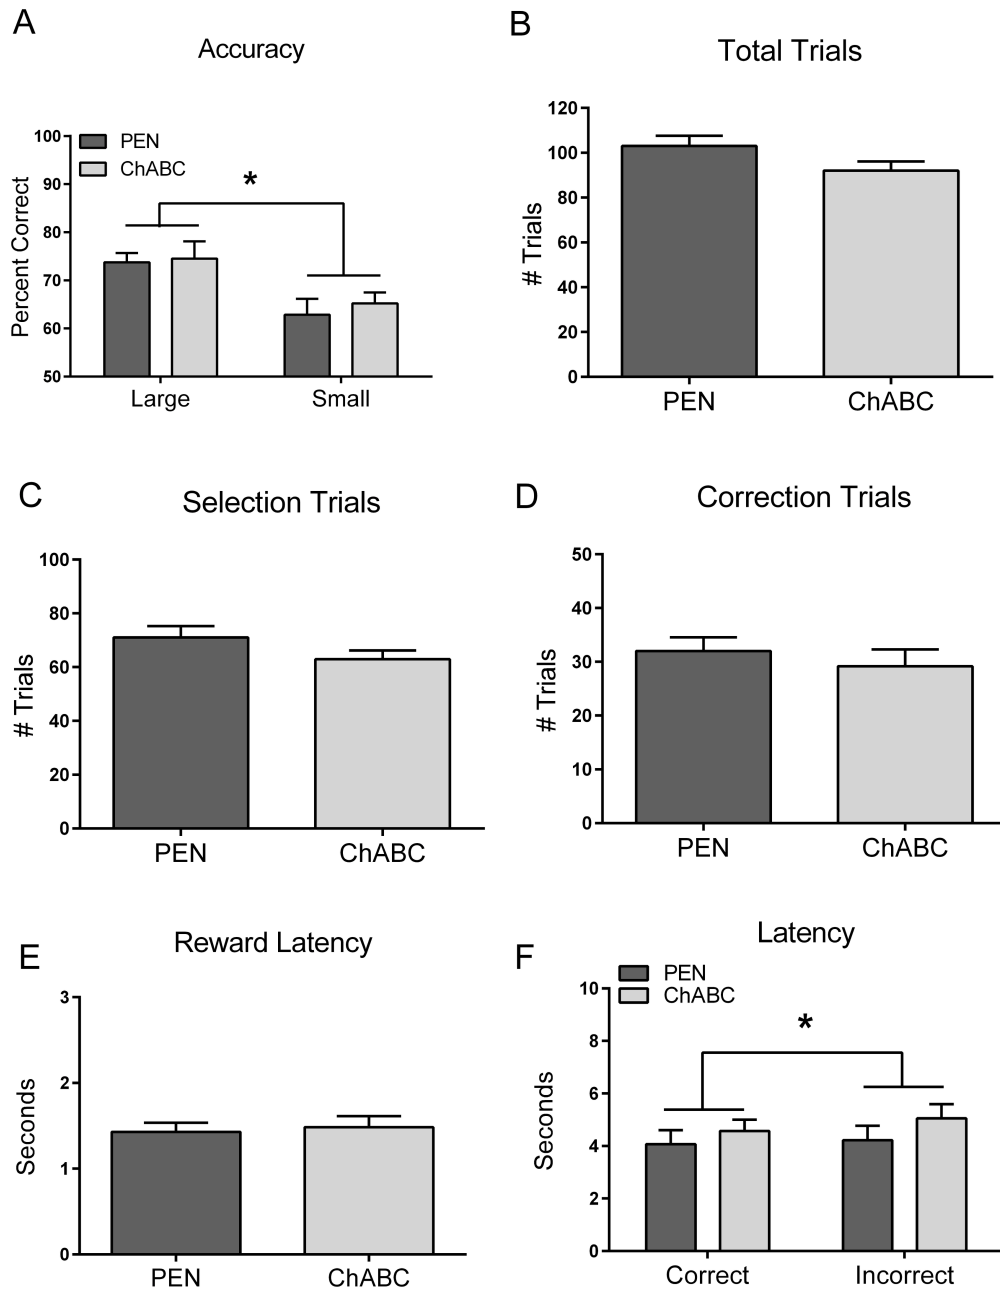 A
Accuracy
PEN
ChABC
*
Percent Correct
100
90
80
70
60
50
Large Small
B
Total Trials
# Trials
120
100
80
60
40
20
0
PEN ChABC
C
Selection Trials
# Trials
100
80
60
40
20
0
PEN ChABC
D
Correction Trials
# Trials
50
40
30
20
10
0
PEN ChABC
E
Reward Latency
Seconds
3
2
1
0
PEN ChABC
F
Latency
PEN
ChABC
*
Seconds
10
8
6
4
2
0
Correct Incorrect